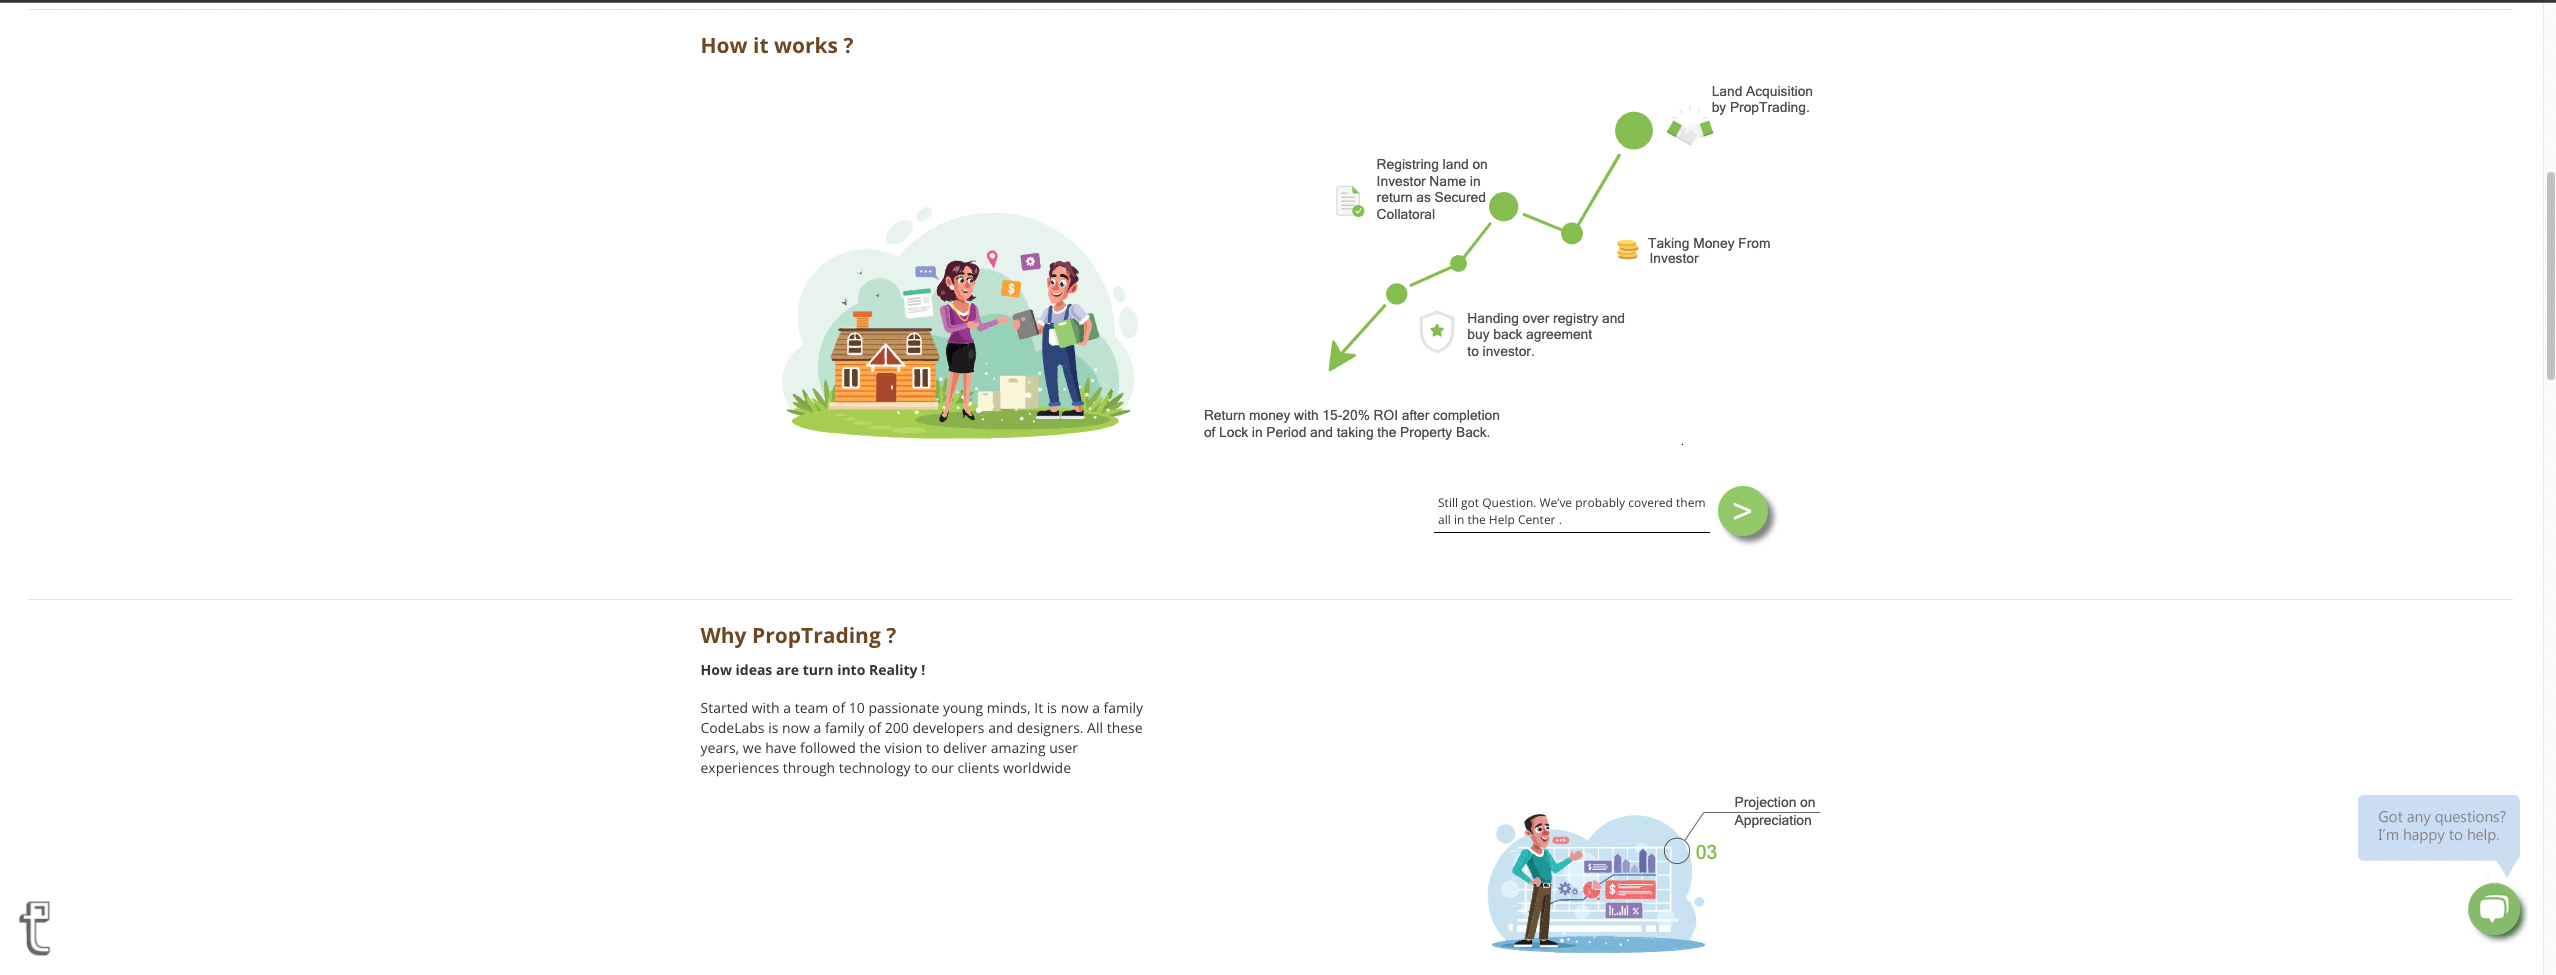 How it works ?
Land Acquisition
by PropTrading.
Registring land on
Investor Name in
return as Secured
Collatoral
Taking Money From
Investor
Handing over registry and
buy back agreement
to investor.
Return money with 15-20% ROI after completion
of Lock in Period and taking the Property Back.
Still got Question. We've probably covered them
all in the Help Center .
>
Why PropTrading ?
How ideas are turn into Reality !
Started with a team of 10 passionate young minds, It is now a family
CodeLabs is now a family of 200 developers and designers. All these
years, we have followed the vision to deliver amazing user
experiences through technology to our clients worldwide
Projection on
Appreciation
03
$
$
$
%
Got any questions?
I'm happy to help.